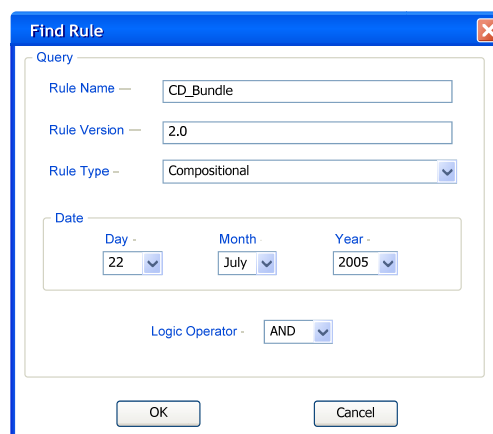 Find Rule
Query
Rule Name CD_Bundle
Rule Version 2.0
Rule Type Compositional
Date
Day Month Year
22 July 2005
Logic Operator AND
OK Cancel